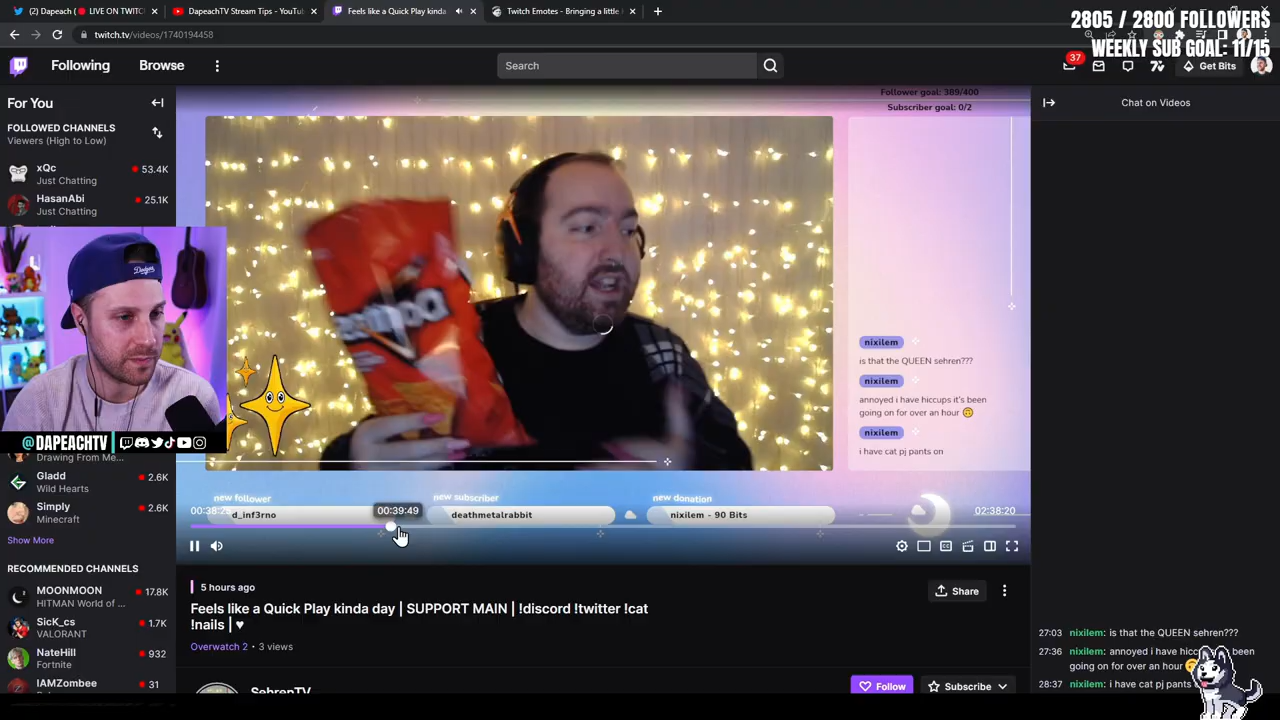 (2) Dapeach ( LIVE ON TWITC
DapeachTV Stream Tips - YouTu
Feels like a Quick Play kinda
Twitch Emotes - Bringing a little
2805 / 2800 FOLLOWERS
WEEKLY SUB GOAL: 11/15
twitch.tv/videos/1740194458
Following
Browse
Search
37
Get Bits
For You
FOLLOWED CHANNELS
Viewers (High to Low)
xQc
53.4K
Just Chatting
HasanAbi
25.1K
Just Chatting
@DAPEACHTV
Drawing From Me...
Gladd
2.6K
Wild Hearts
Simply
2.6K
Minecraft
Show More
RECOMMENDED CHANNELS
MOONMOON
17.8K
HITMAN World of ...
SicK_cs
1.7K
VALORANT
NateHill
932
Fortnite
IAMZombee
31
Follower goal: 389/400
Subscriber goal: 0/2
nixilem
is that the QUEEN sehren???
nixilem
annoyed i have hiccups it's been
going on for over an hour 🙃
nixilem
i have cat pj pants on
new follower
d_inf3rno
new subscriber
deathmetalrabbit
new donation
nixilem - 90 Bits
00:39:49
02:38:20
5 hours ago
Feels like a Quick Play kinda day | SUPPORT MAIN | !discord !twitter !cat
!nails | ♥
Overwatch 2 • 3 views
Share
SehrenTV
Follow
Subscribe
Chat on Videos
27:03 nixilem: is that the QUEEN sehren???
27:36 nixilem: annoyed i have hiccups it's been
going on for over an hour
28:37 nixilem: i have cat pj pants